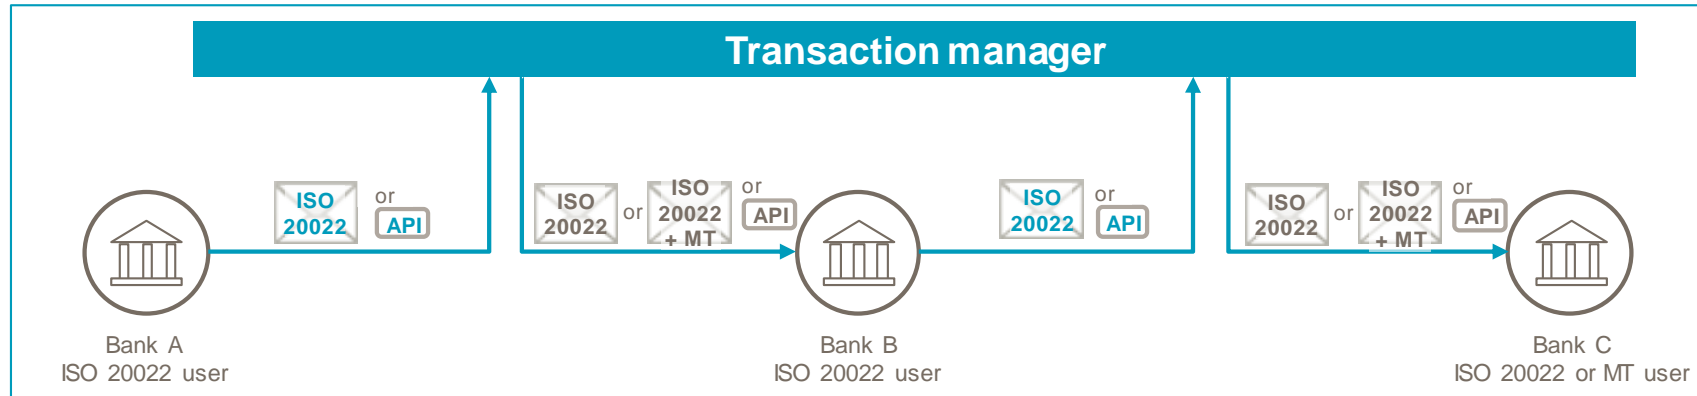 Transaction manager
ISO
20022
or
API
ISO
20022
or
ISO
20022
+ MT
or
API
ISO
20022
or
API
ISO
20022
or
ISO
20022
+ MT
or
API
Bank A
ISO 20022 user
Bank B
ISO 20022 user
Bank C
ISO 20022 or MT user